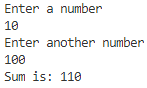 Enter a number
10
Enter another number
100
Sum is: 110